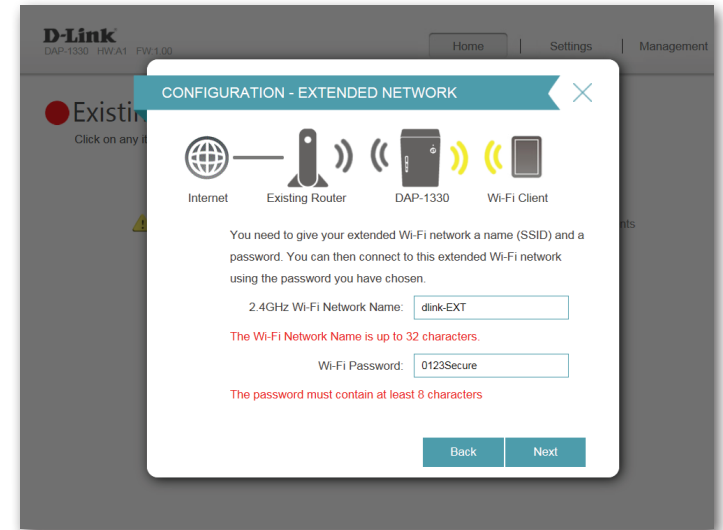 D-Link
DAP-1330 HW:A1 FW:1.00
Home | Settings | Management
Existin
Click on any it
CONFIGURATION - EXTENDED NETWORK
Internet Existing Router DAP-1330 Wi-Fi Client
nts
You need to give your extended Wi-Fi network a name (SSID) and a
password. You can then connect to this extended Wi-Fi network
using the password you have chosen.
2.4GHz Wi-Fi Network Name: dlink-EXT
The Wi-Fi Network Name is up to 32 characters.
Wi-Fi Password: 0123Secure
The password must contain at least 8 characters
Back Next